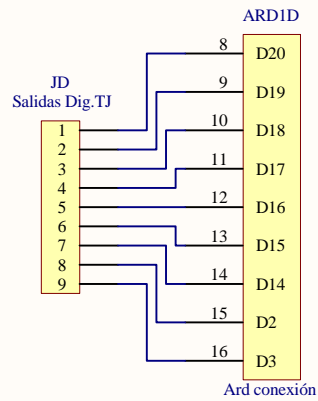 ARD1D
JD
Salidas Dig.TJ
1
2
3
4
5
6
7
8
9
8 D20
9 D19
10 D18
11 D17
12 D16
13 D15
14 D14
15 D2
16 D3
Ard conexión